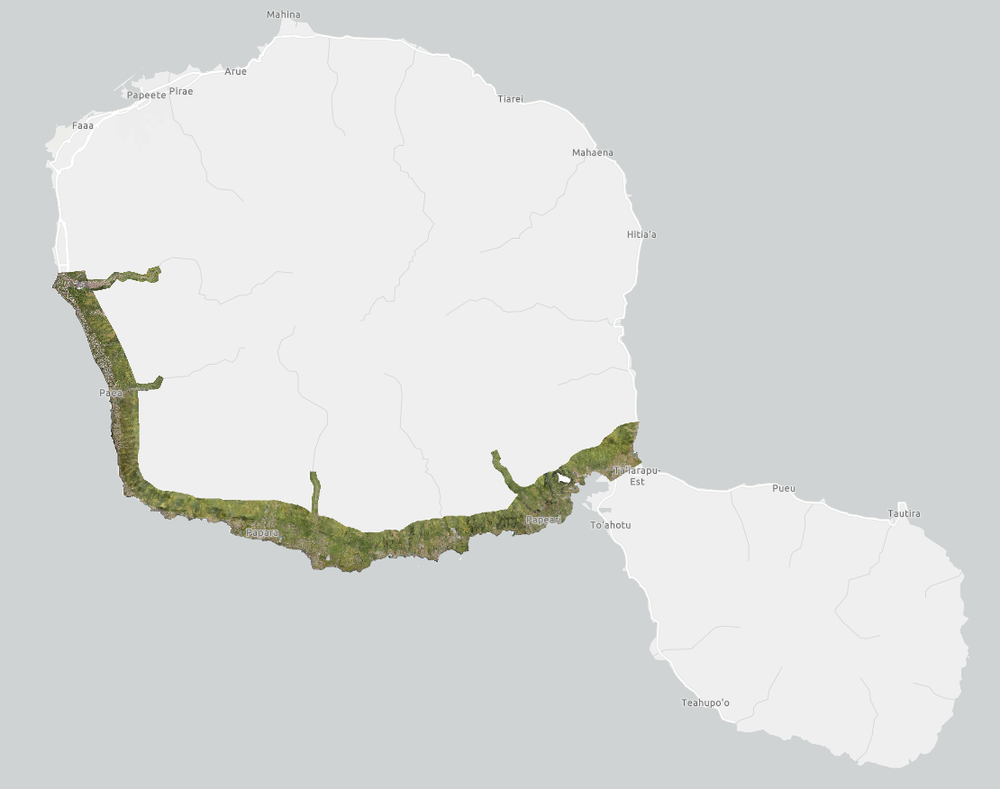 Mahina
Arue
Papeete
Pirae
Tiarei
Faaa
Mahaena
Hitia'a
Paea
Taiarapu-
Est
Pueu
Tautira
Papeari
To'ahotu
Papara
Teahupo'o